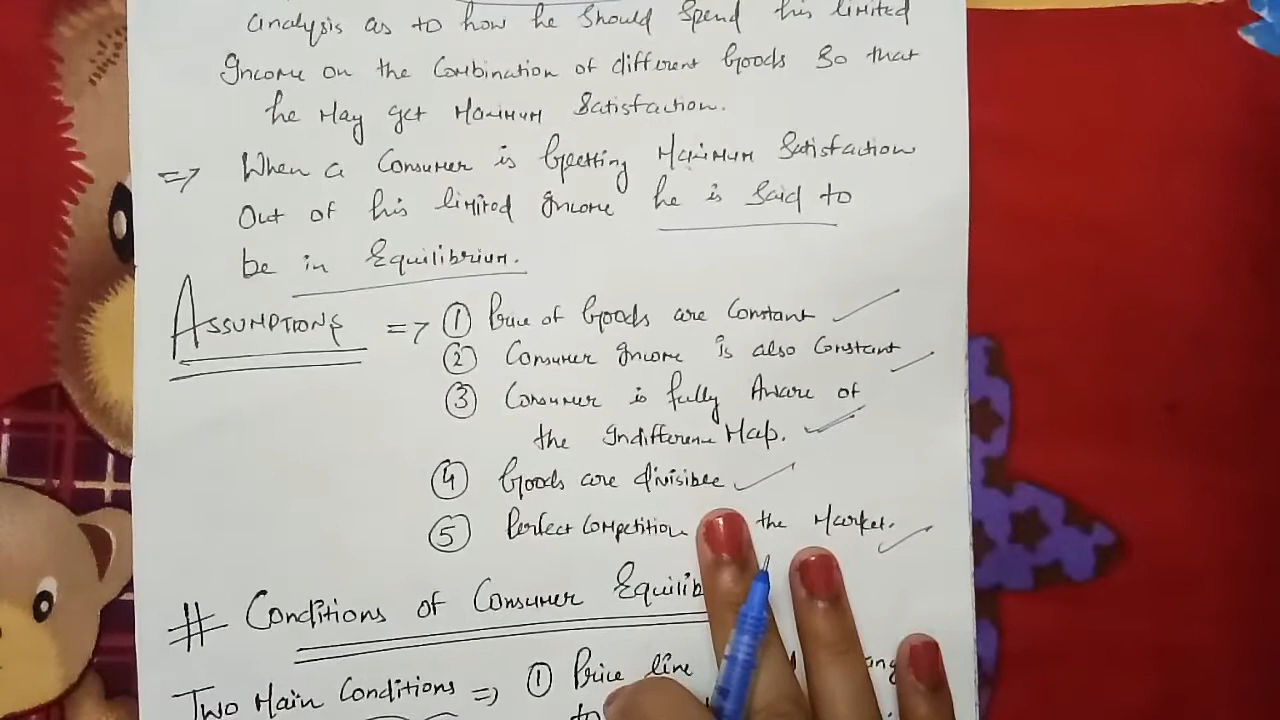 analysis as to how he should spend his limited
Income on the Combination of different Goods So that
he May get Maximum Satisfaction.
=> When a Consumer is Getting Maximum Satisfaction
Out of his limited Income he is Said to
be in Equilibrium.
ASSUMPTIONS => ① Price of Goods are Constant
② Consumer Income is also Constant
③ Consumer is fully Aware of
the Indifference Map.
④ Goods are divisible
⑤ Perfect Competition the Market.
# Conditions of Consumer Equilib
Two Main Conditions => ① Price line
to